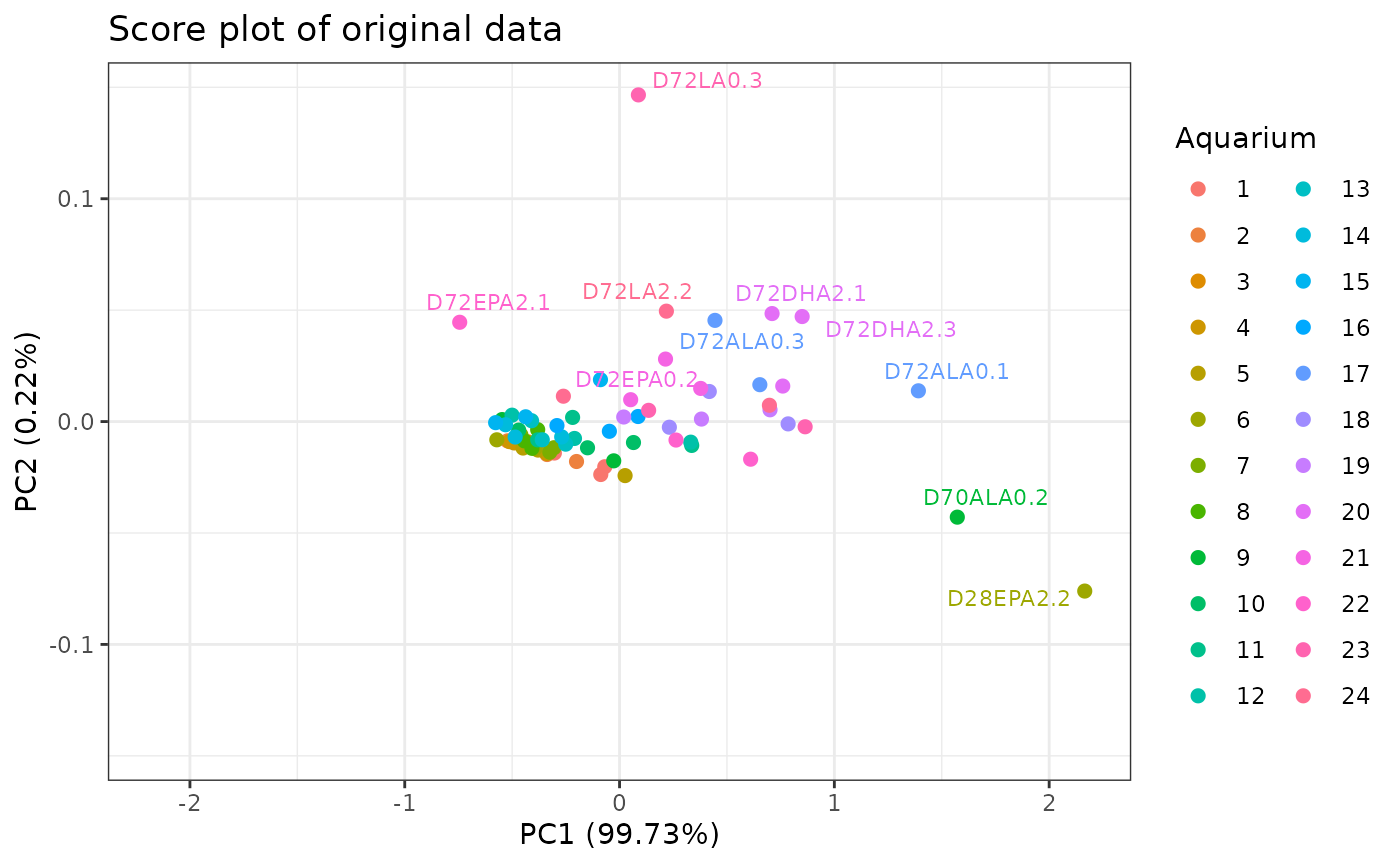 Score plot of original data
D72LA0.3
D72EPA2.1
D72LA2.2
D72DHA2.1
D72DHA2.3
D72ALA0.3
D72EPA0.2
D72ALA0.1
D70ALA0.2
D28EPA2.2
0.1
0.0
-0.1
PC2 (0.22%)
-2 -1 0 1 2
PC1 (99.73%)
Aquarium
1 13
2 14
3 15
4 16
5 17
6 18
7 19
8 20
9 21
10 22
11 23
12 24